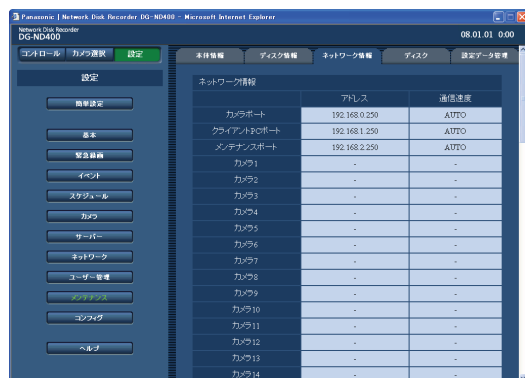 Panasonic | Network Disk Recorder DG-ND400 - Microsoft Internet Explorer
Network Disk Recorder
DG-ND400
08.01.01 0:00
コントロール カメラ選択 設定
本体情報 ディスク情報 ネットワーク情報 ディスク 設定データ管理
設定
簡単設定
基本
緊急録画
イベント
スケジュール
カメラ
サーバー
ネットワーク
ユーザー管理
メンテナンス
コンフィグ
ヘルプ
ネットワーク情報
アドレス 通信速度
カメラポート 192.168.0.250 AUTO
クライアントPCポート 192.168.1.250 AUTO
メンテナンスポート 192.168.2.250 AUTO
カメラ1 - -
カメラ2 - -
カメラ3 - -
カメラ4 - -
カメラ5 - -
カメラ6 - -
カメラ7 - -
カメラ8 - -
カメラ9 - -
カメラ10 - -
カメラ11 - -
カメラ12 - -
カメラ13 - -
カメラ14 - -